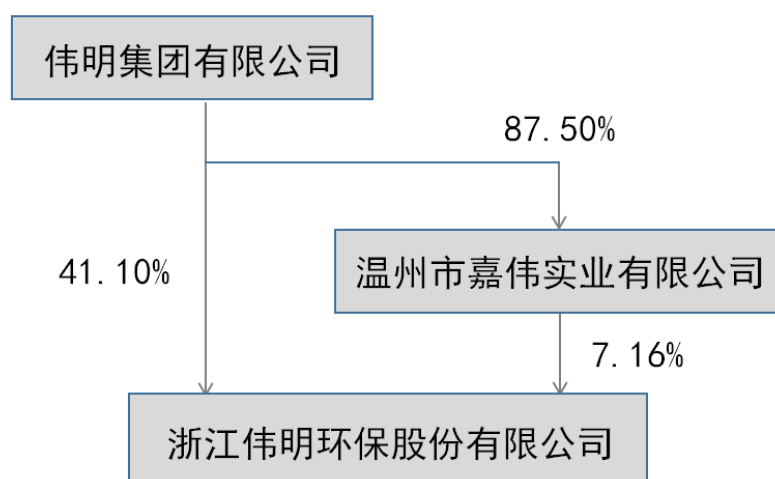 伟明集团有限公司
87.50%
41.10%
温州市嘉伟实业有限公司
7.16%
浙江伟明环保股份有限公司